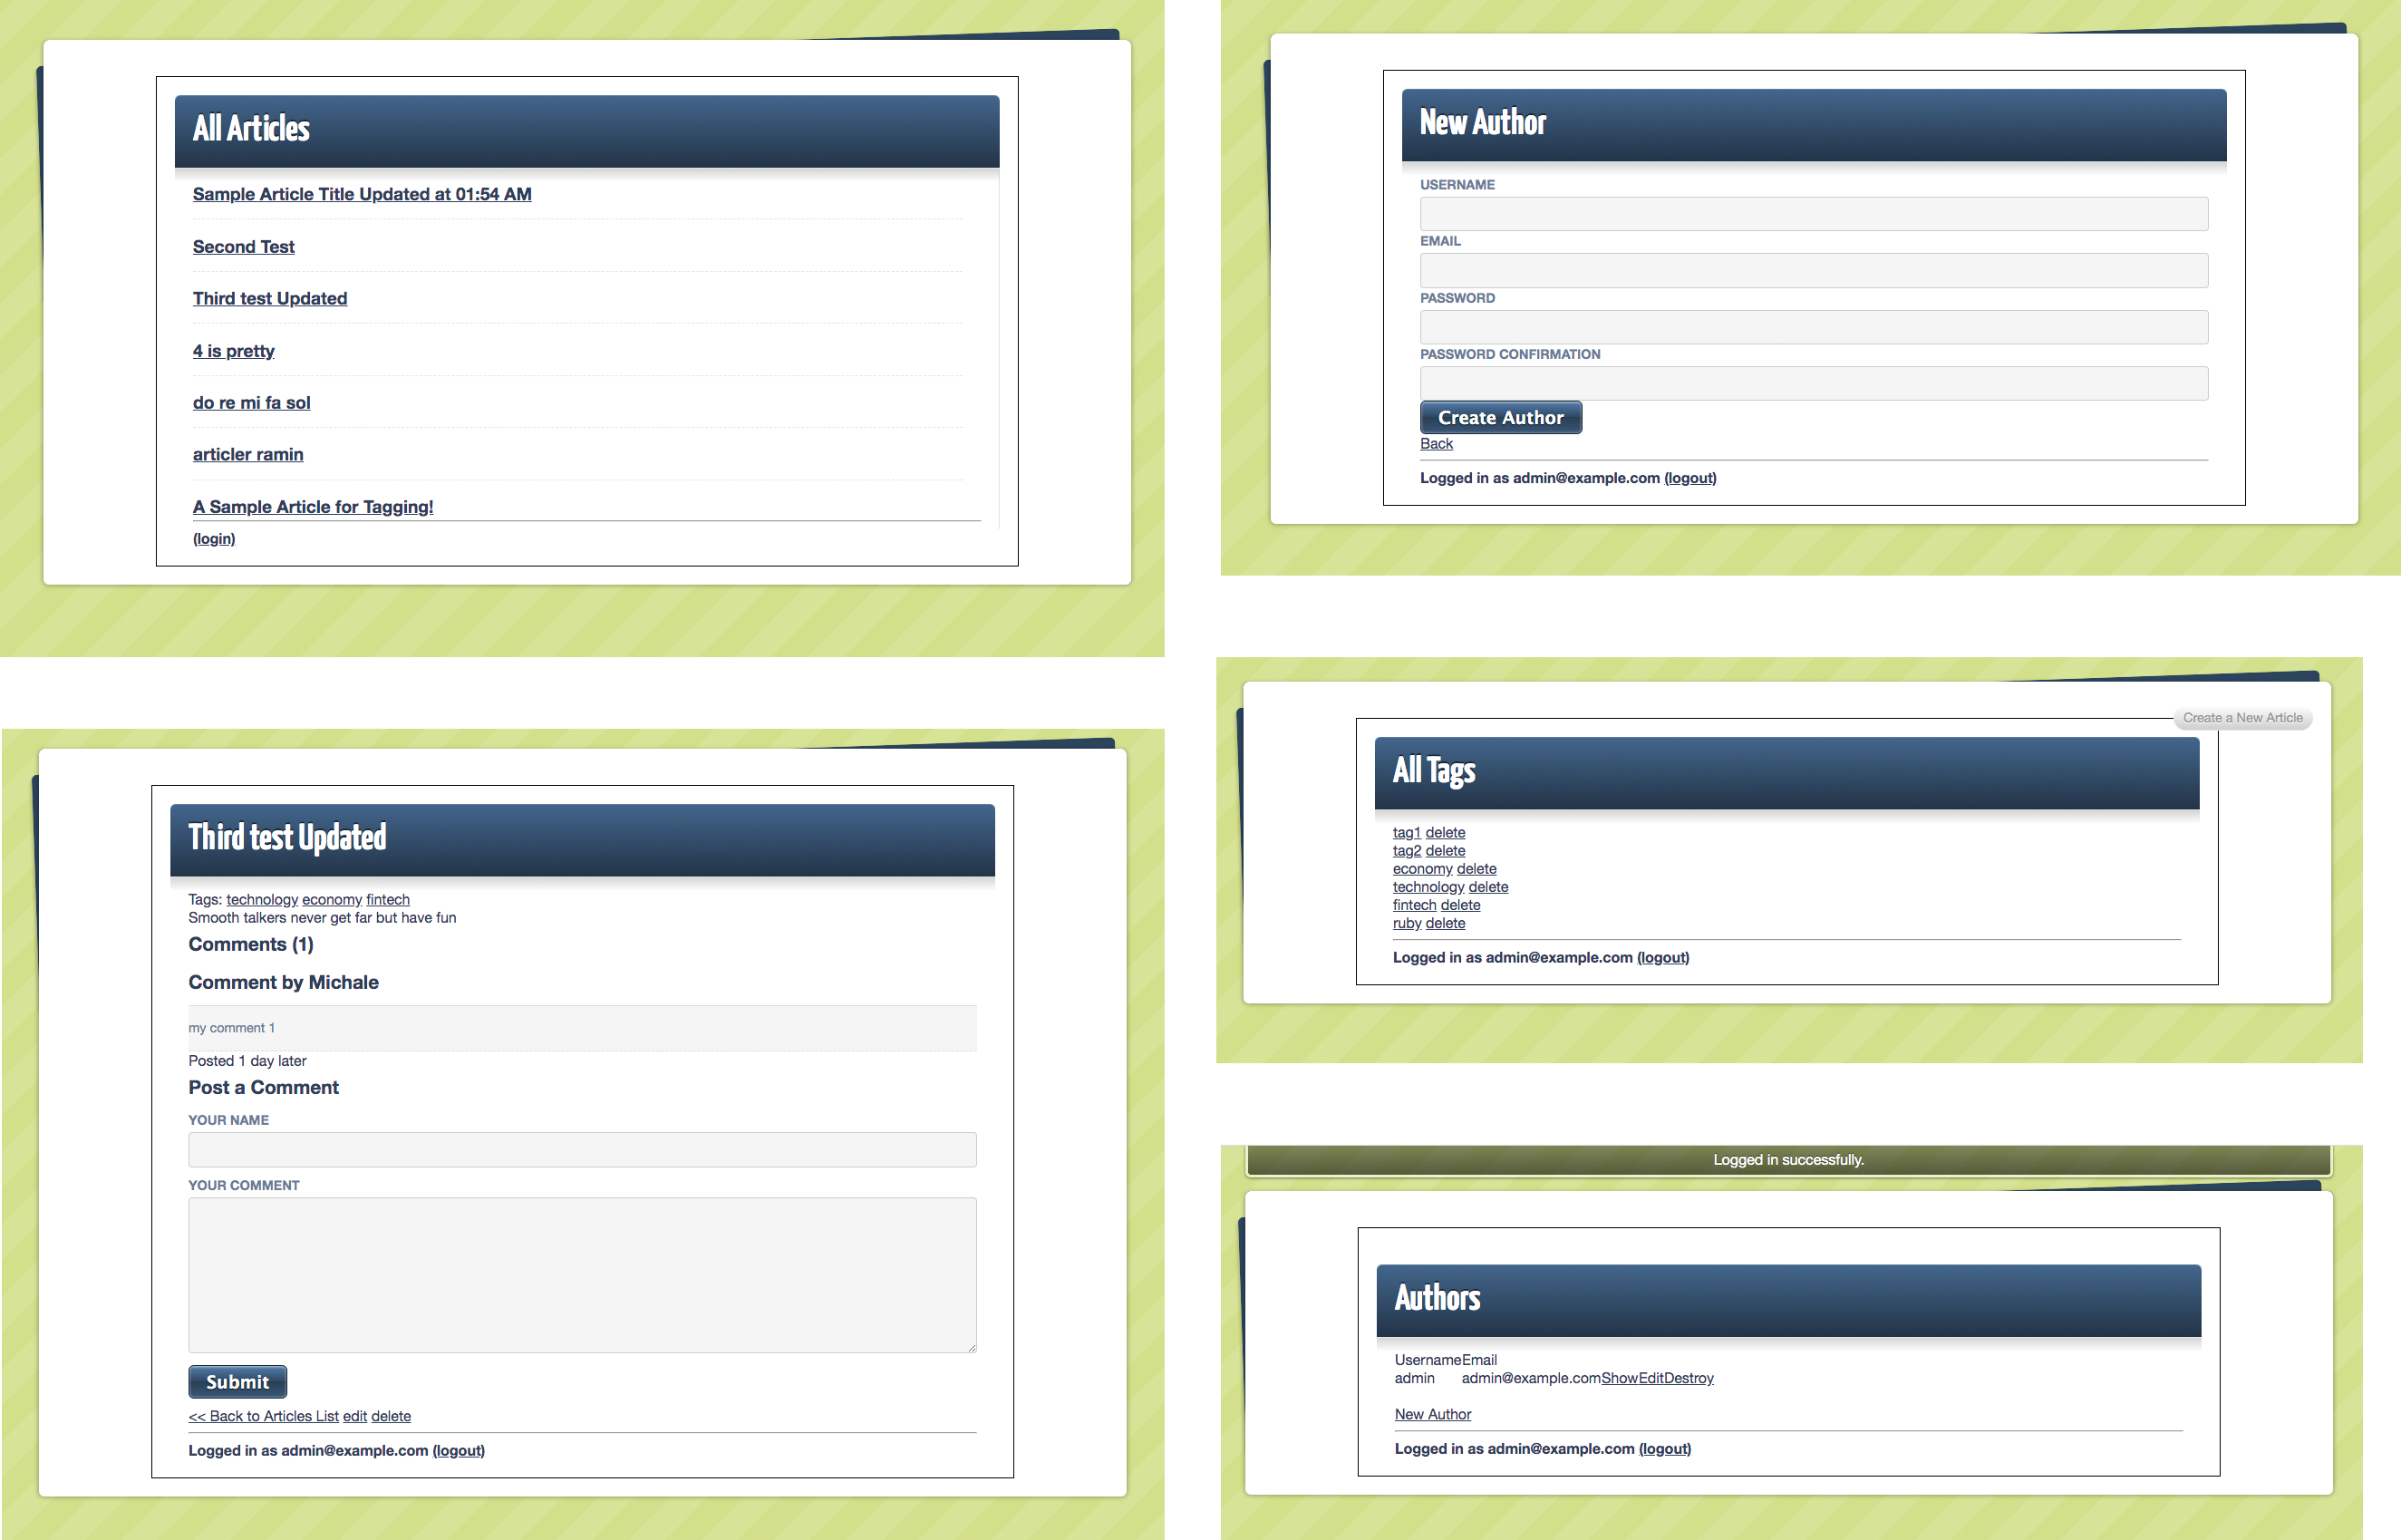 All Articles
Sample Article Title Updated at 01:54 AM
Second Test
Third test Updated
4 is pretty
do re mi fa sol
articler ramin
A Sample Article for Tagging!
(login)
New Author
USERNAME
EMAIL
PASSWORD
PASSWORD CONFIRMATION
Create Author
Back
Logged in as admin@example.com (logout)
Third test Updated
Tags: technology economy fintech
Smooth talkers never get far but have fun
Comments (1)
Comment by Michale
my comment 1
Posted 1 day later
Post a Comment
YOUR NAME
YOUR COMMENT
Submit
<< Back to Articles List edit delete
Logged in as admin@example.com (logout)
Create a New Article
All Tags
tag1 delete
tag2 delete
economy delete
technology delete
fintech delete
ruby delete
Logged in as admin@example.com (logout)
Logged in successfully.
Authors
UsernameEmail
admin admin@example.comShowEditDestroy
New Author
Logged in as admin@example.com (logout)